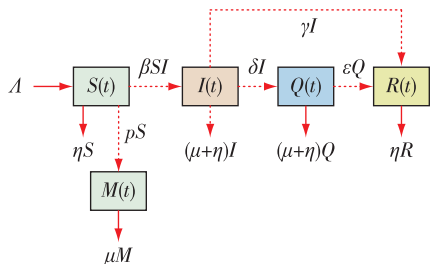 γI
Λ
S(t)
βSI
I(t)
δI
Q(t)
εQ
R(t)
ηS
pS
(μ+η)I
(μ+η)Q
ηR
M(t)
μM